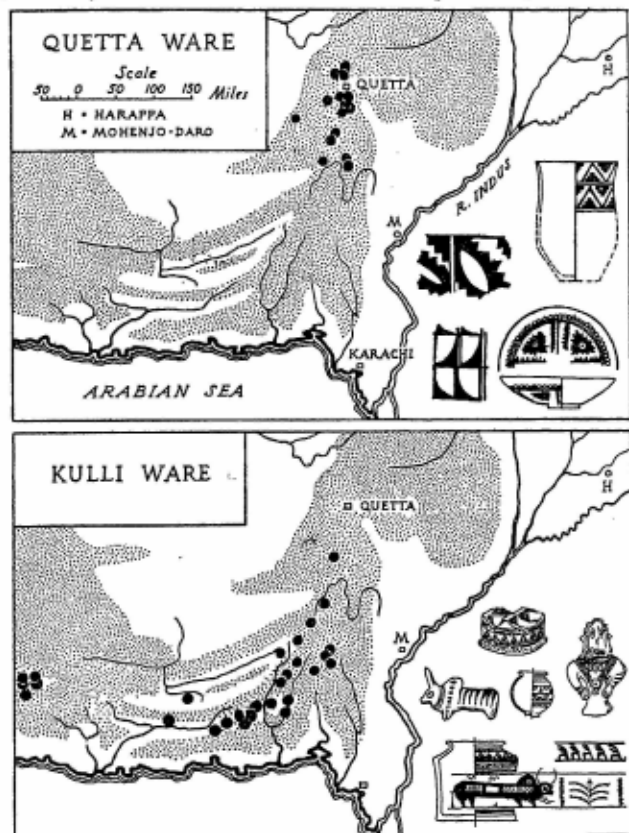 QUETTA WARE
Scale
50 0 50 100 150 Miles
H • HARAPPA
M • MOHENJO-DARO
QUETTA
H
M
R. INDUS
KARACHI
ARABIAN SEA
KULLI WARE
QUETTA
H
M